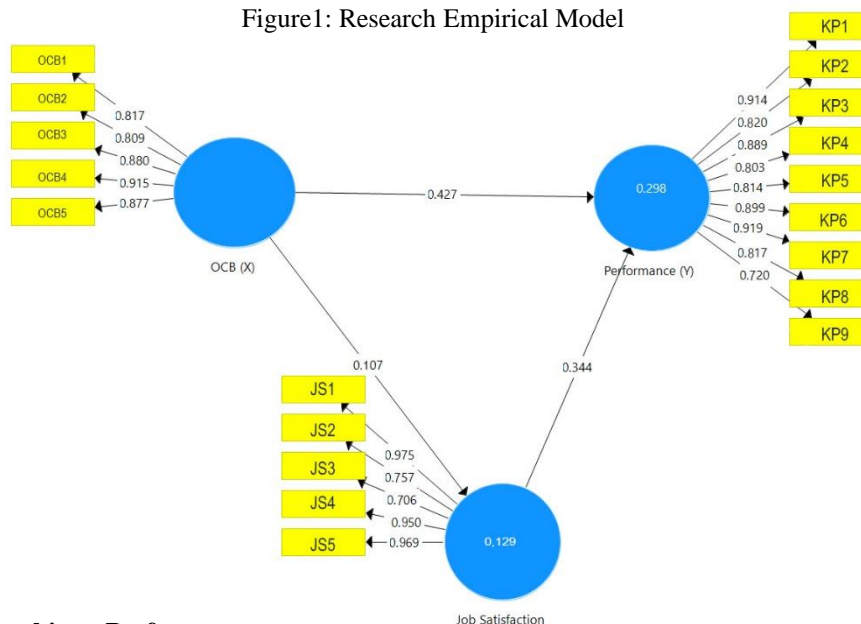 Figure1: Research Empirical Model
OCB1
OCB2
OCB3
OCB4
OCB5
0.817
0.809
0.880
0.915
0.877
OCB (X)
0.427
0.107
0.344
0.298
Performance (Y)
0.914
0.820
0.889
0.803
0.814
0.899
0.919
0.817
0.720
KP1
KP2
KP3
KP4
KP5
KP6
KP7
KP8
KP9
JS1
JS2
JS3
JS4
JS5
0.975
0.757
0.706
0.950
0.969
0,129
Job Satisfaction